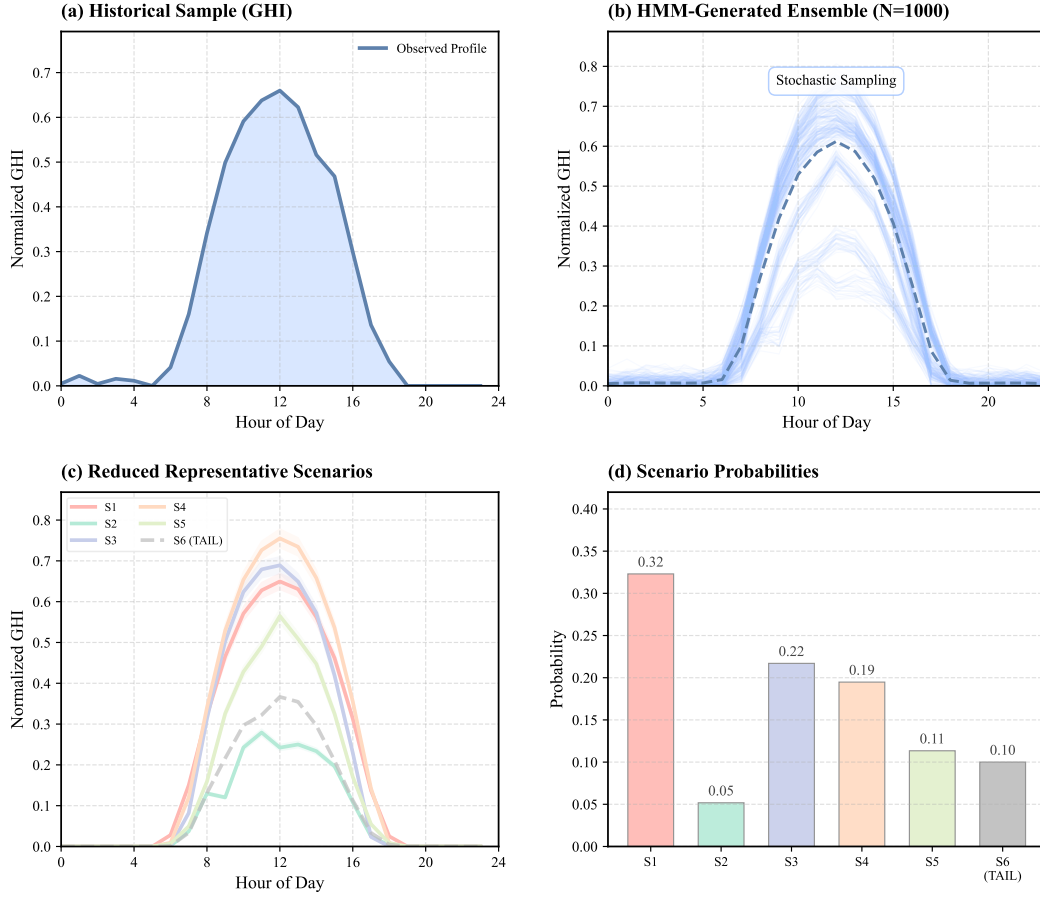 (a) Historical Sample (GHI)
Observed Profile
Normalized GHI
0.7
0.6
0.5
0.4
0.3
0.2
0.1
0.0
0 4 8 12 16 20 24
Hour of Day
(b) HMM-Generated Ensemble (N=1000)
Stochastic Sampling
Normalized GHI
0.8
0.7
0.6
0.5
0.4
0.3
0.2
0.1
0.0
0 5 10 15 20
Hour of Day
(c) Reduced Representative Scenarios
S1 S4
S2 S5
S3 S6 (TAIL)
Normalized GHI
0.8
0.7
0.6
0.5
0.4
0.3
0.2
0.1
0.0
0 4 8 12 16 20 24
Hour of Day
(d) Scenario Probabilities
Probability
0.40
0.35
0.30
0.25
0.20
0.15
0.10
0.05
0.00
0.32
0.05
0.22
0.19
0.11
0.10
S1 S2 S3 S4 S5 S6
(TAIL)